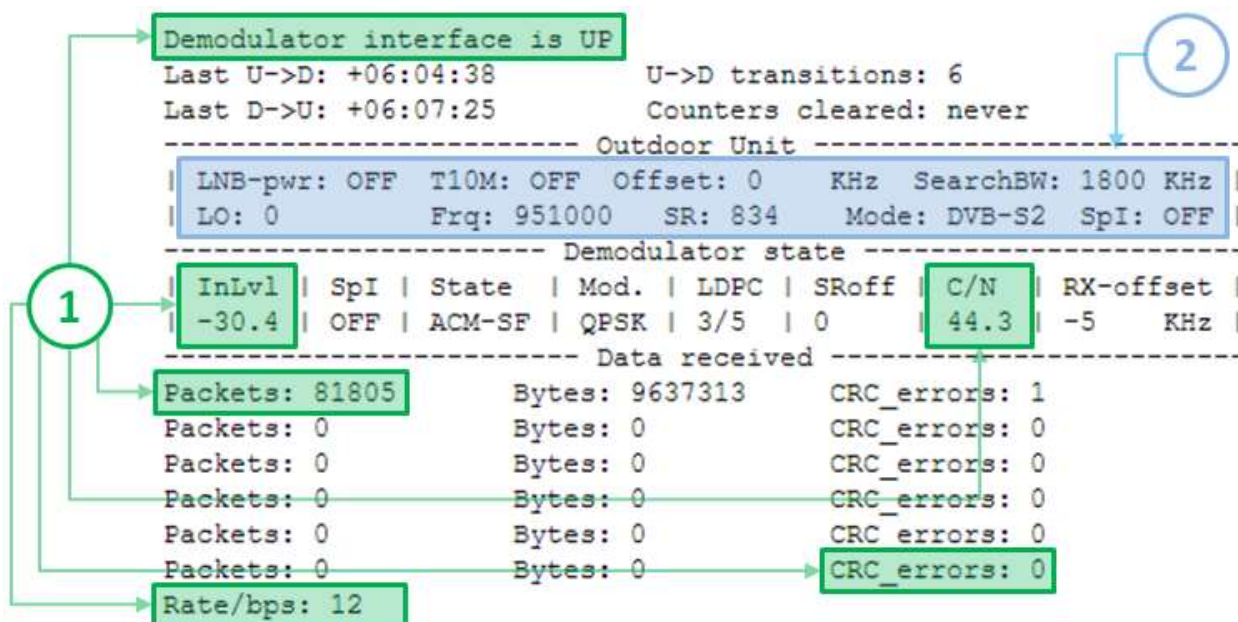 Demodulator interface is UP
Last U->D: +06:04:38 U->D transitions: 6
Last D->U: +06:07:25 Counters cleared: never
2
------------------------- Outdoor Unit --------------------------
| LNB-pwr: OFF T10M: OFF Offset: 0 KHz SearchBW: 1800 KHz |
| LO: 0 Frq: 951000 SR: 834 Mode: DVB-S2 SpI: OFF |
----------------------- Demodulator state -----------------------
| InLvl | SpI | State | Mod. | LDPC | SRoff | C/N | RX-offset |
1
| -30.4 | OFF | ACM-SF | QPSK | 3/5 | 0 | 44.3 | -5 KHz |
------------------------- Data received -------------------------
Packets: 81805 Bytes: 9637313 CRC_errors: 1
Packets: 0 Bytes: 0 CRC_errors: 0
Packets: 0 Bytes: 0 CRC_errors: 0
Packets: 0 Bytes: 0 CRC_errors: 0
Packets: 0 Bytes: 0 CRC_errors: 0
Packets: 0 Bytes: 0 CRC_errors: 0
Rate/bps: 12